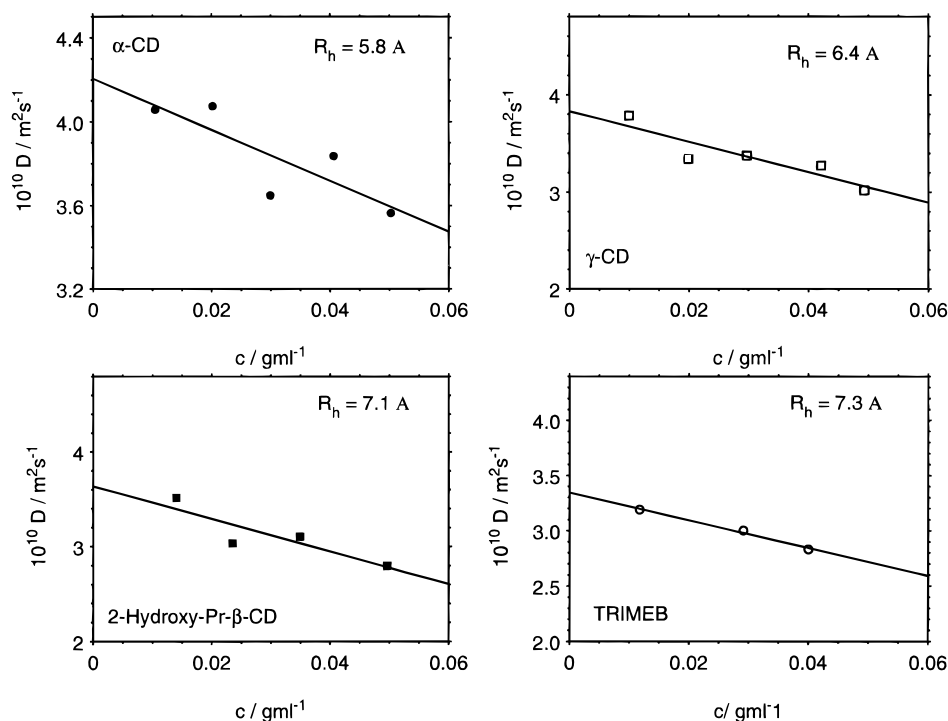 α-CD
R_h = 5.8 A
4.4
4.0
3.6
3.2
10^10 D / m^2s^-1
0 0.02 0.04 0.06
c / gml^-1
R_h = 6.4 A
4
3
2
10^10 D / m^2s^-1
γ-CD
0 0.02 0.04 0.06
c / gml^-1
R_h = 7.1 A
4
3
2
10^10 D / m^2s^-1
2-Hydroxy-Pr-β-CD
0 0.02 0.04 0.06
c / gml^-1
R_h = 7.3 A
4.0
3.5
3.0
2.5
2.0
10^10 D / m^2s^-1
TRIMEB
0 0.02 0.04 0.06
c/ gml^-1